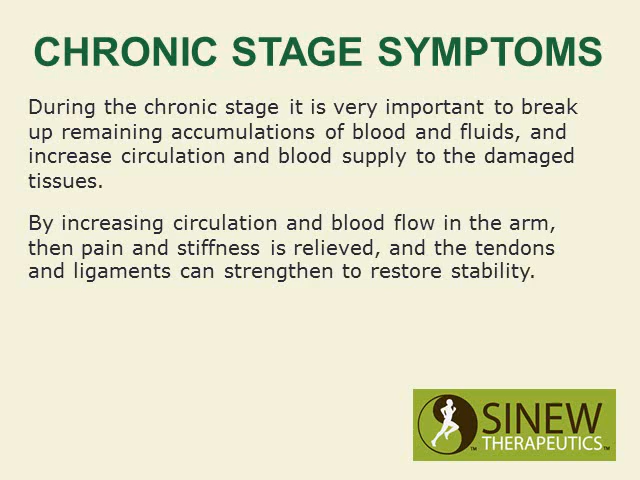 CHRONIC STAGE SYMPTOMS
During the chronic stage it is very important to break
up remaining accumulations of blood and fluids, and
increase circulation and blood supply to the damaged
tissues.
By increasing circulation and blood flow in the arm,
then pain and stiffness is relieved, and the tendons
and ligaments can strengthen to restore stability.
SINEW
THERAPEUTICS
™ ™